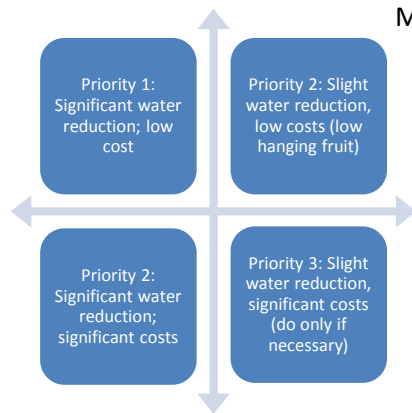 M
Priority 1:
Significant water
reduction; low
cost
Priority 2: Slight
water reduction,
low costs (low
hanging fruit)
Priority 2:
Significant water
reduction;
significant costs
Priority 3: Slight
water reduction,
significant costs
(do only if
necessary)